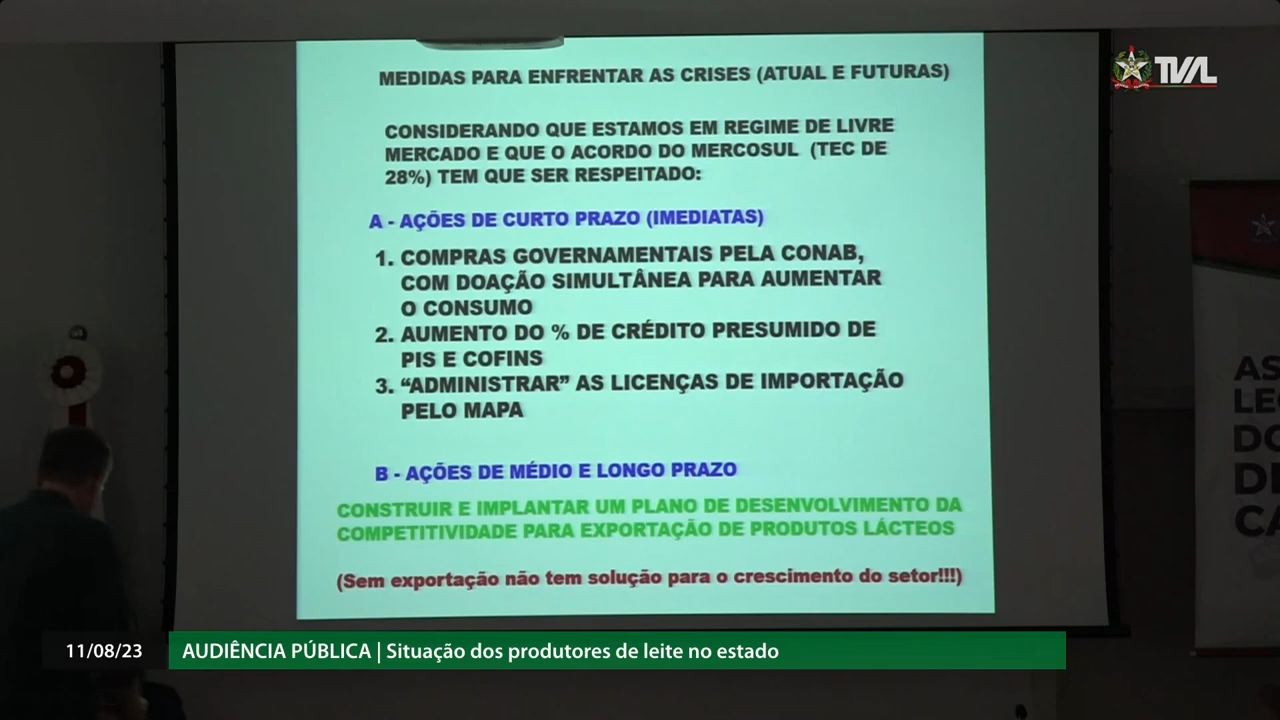 TVAL
MEDIDAS PARA ENFRENTAR AS CRISES (ATUAL E FUTURAS)
CONSIDERANDO QUE ESTAMOS EM REGIME DE LIVRE
MERCADO E QUE O ACORDO DO MERCOSUL (TEC DE
28%) TEM QUE SER RESPEITADO:
A - AÇÕES DE CURTO PRAZO (IMEDIATAS)
1. COMPRAS GOVERNAMENTAIS PELA CONAB,
COM DOAÇÃO SIMULTÂNEA PARA AUMENTAR
O CONSUMO
2. AUMENTO DO % DE CRÉDITO PRESUMIDO DE
PIS E COFINS
3. “ADMINISTRAR” AS LICENÇAS DE IMPORTAÇÃO
PELO MAPA
B - AÇÕES DE MÉDIO E LONGO PRAZO
CONSTRUIR E IMPLANTAR UM PLANO DE DESENVOLVIMENTO DA
COMPETITIVIDADE PARA EXPORTAÇÃO DE PRODUTOS LÁCTEOS
(Sem exportação não tem solução para o crescimento do setor!!!)
AS
LE
DO
DE
CA
11/08/23
AUDIÊNCIA PÚBLICA | Situação dos produtores de leite no estado